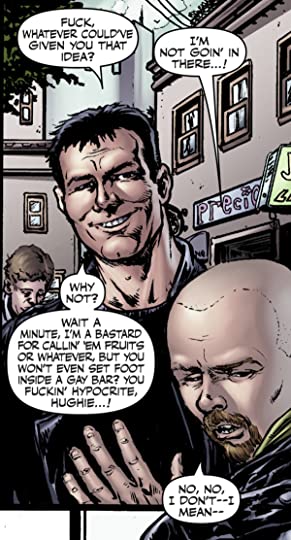 FUCK,
WHATEVER COULD'VE
GIVEN YOU THAT
IDEA?
I'M
NOT GOIN' IN
THERE...!
preciо
WHY
NOT?
WAIT A
MINUTE, I'M A BASTARD
FOR CALLIN' 'EM FRUITS
OR WHATEVER, BUT YOU
WON'T EVEN SET FOOT
INSIDE A GAY BAR? YOU
FUCKIN' HYPOCRITE,
HUGHIE...!
NO, NO,
I DON'T--I
MEAN--